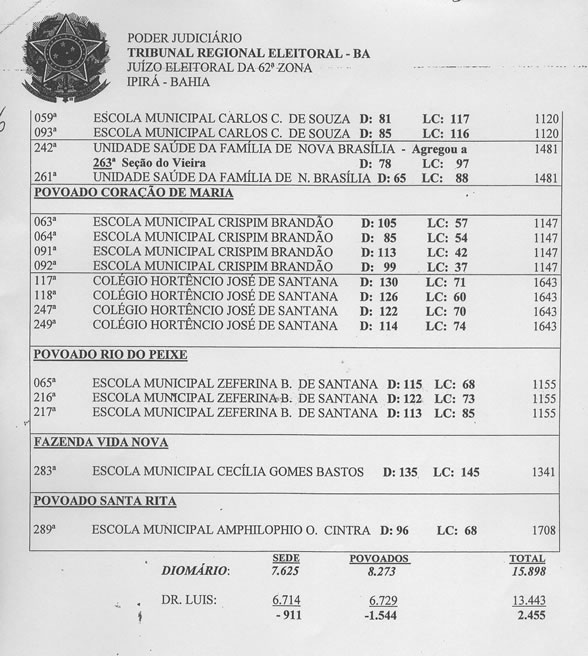 PODER JUDICIÁRIO
TRIBUNAL REGIONAL ELEITORAL - BA
JUÍZO ELEITORAL DA 62ª ZONA
IPIRÁ - BAHIA
059ª ESCOLA MUNICIPAL CARLOS C. DE SOUZA D: 81 LC: 117 1120
093ª ESCOLA MUNICIPAL CARLOS C. DE SOUZA D: 85 LC: 116 1120
242ª UNIDADE SAÚDE DA FAMÍLIA DE NOVA BRASÍLIA - Agregou a 1481
263ª Seção do Vieira D: 78 LC: 97
261ª UNIDADE SAÚDE DA FAMÍLIA DE N. BRASÍLIA D: 65 LC: 88 1481
POVOADO CORAÇÃO DE MARIA
063ª ESCOLA MUNICIPAL CRISPIM BRANDÃO D: 105 LC: 57 1147
064ª ESCOLA MUNICIPAL CRISPIM BRANDÃO D: 85 LC: 54 1147
091ª ESCOLA MUNICIPAL CRISPIM BRANDÃO D: 113 LC: 42 1147
092ª ESCOLA MUNICIPAL CRISPIM BRANDÃO D: 99 LC: 37 1147
117ª COLÉGIO HORTÊNCIO JOSÉ DE SANTANA D: 130 LC: 71 1643
118ª COLÉGIO HORTÊNCIO JOSÉ DE SANTANA D: 126 LC: 60 1643
247ª COLÉGIO HORTÊNCIO JOSÉ DE SANTANA D: 122 LC: 70 1643
249ª COLÉGIO HORTÊNCIO JOSÉ DE SANTANA D: 114 LC: 74 1643
POVOADO RIO DO PEIXE
065ª ESCOLA MUNICIPAL ZEFERINA B. DE SANTANA D: 115 LC: 68 1155
216ª ESCOLA MUNICIPAL ZEFERINA B. DE SANTANA D: 122 LC: 73 1155
217ª ESCOLA MUNICIPAL ZEFERINA B. DE SANTANA D: 113 LC: 85 1155
FAZENDA VIDA NOVA
283ª ESCOLA MUNICIPAL CECÍLIA GOMES BASTOS D: 135 LC: 145 1341
POVOADO SANTA RITA
289ª ESCOLA MUNICIPAL AMPHILOPHIO O. CINTRA D: 96 LC: 68 1708
SEDE POVOADOS TOTAL
DIOMÁRIO: 7.625 8.273 15.898
DR. LUIS: 6.714 6.729 13.443
- 911 -1.544 2.455